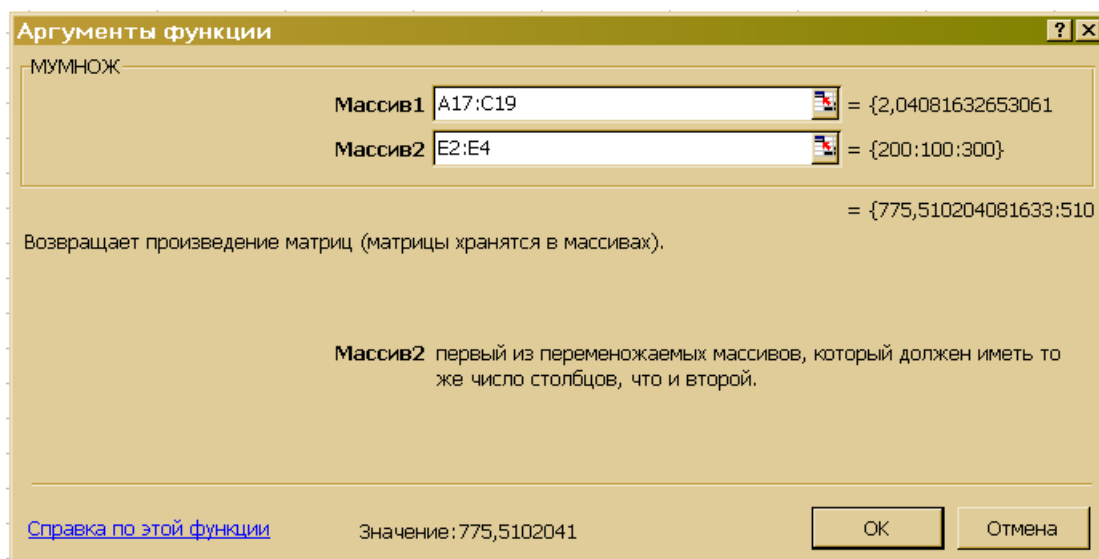 Аргументы функции
МУМНОЖ
Массив1 A17:C19 = {2,04081632653061
Массив2 E2:E4 = {200:100:300}
= {775,510204081633:510
Возвращает произведение матриц (матрицы хранятся в массивах).
Массив2 первый из переменожаемых массивов, который должен иметь то
же число столбцов, что и второй.
Справка по этой функции Значение:775,5102041 OK Отмена